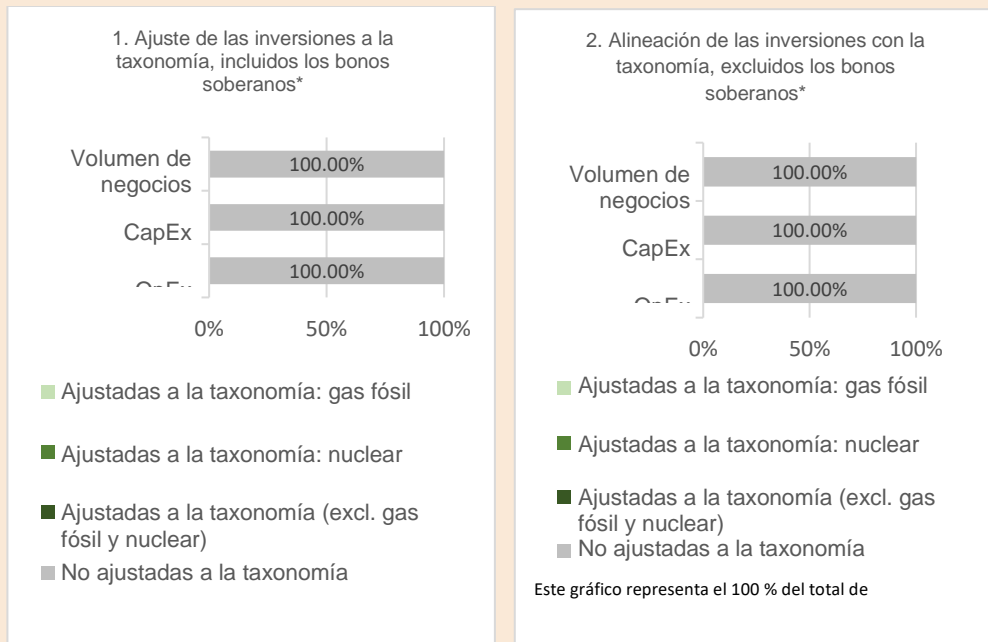 1. Ajuste de las inversiones a la
taxonomía, incluidos los bonos
soberanos*
Volumen de
negocios
100.00%
CapEx
100.00%
100.00%
0%
50%
100%
Ajustadas a la taxonomía: gas fósil
Ajustadas a la taxonomía: nuclear
Ajustadas a la taxonomía (excl. gas
fósil y nuclear)
No ajustadas a la taxonomía
2. Alineación de las inversiones con la
taxonomía, excluidos los bonos
soberanos*
Volumen de
negocios
100.00%
CapEx
100.00%
100.00%
0%
50%
100%
Ajustadas a la taxonomía: gas fósil
Ajustadas a la taxonomía: nuclear
Ajustadas a la taxonomía (excl. gas
fósil y nuclear)
No ajustadas a la taxonomía
Este gráfico representa el 100 % del total de